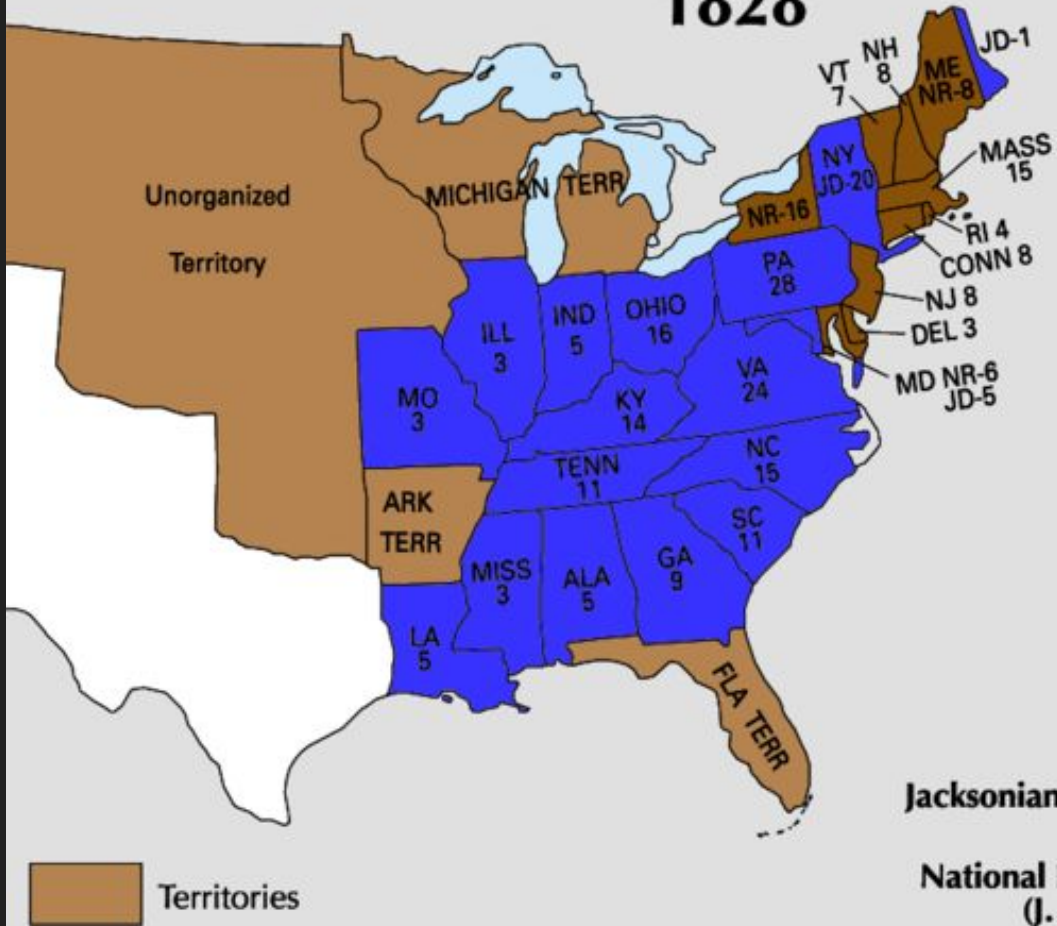 1828
JD-1
NH
8
VT
7
ME
NR-8
MASS
15
NY
JD-20
NR-16
RI 4
CONN 8
NJ 8
DEL 3
MD NR-6
JD-5
Unorganized
Territory
MICHIGAN TERR
PA
28
OHIO
16
IND
5
ILL
3
VA
24
KY
14
MO
3
NC
15
TENN
11
ARK
TERR
SC
11
GA
9
ALA
5
MISS
3
LA
5
FLA TERR
Jacksonian
National
(J.
Territories